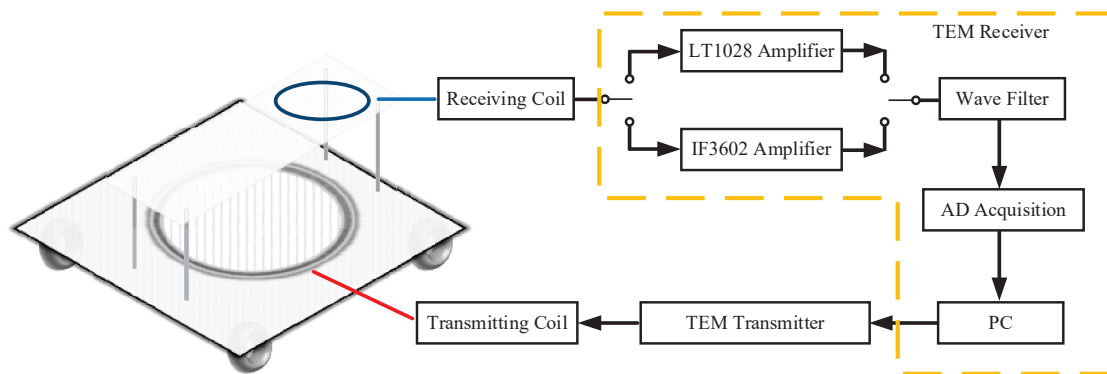 TEM Receiver
LT1028 Amplifier
Receiving Coil
Wave Filter
IF3602 Amplifier
AD Acquisition
Transmitting Coil
TEM Transmitter
PC